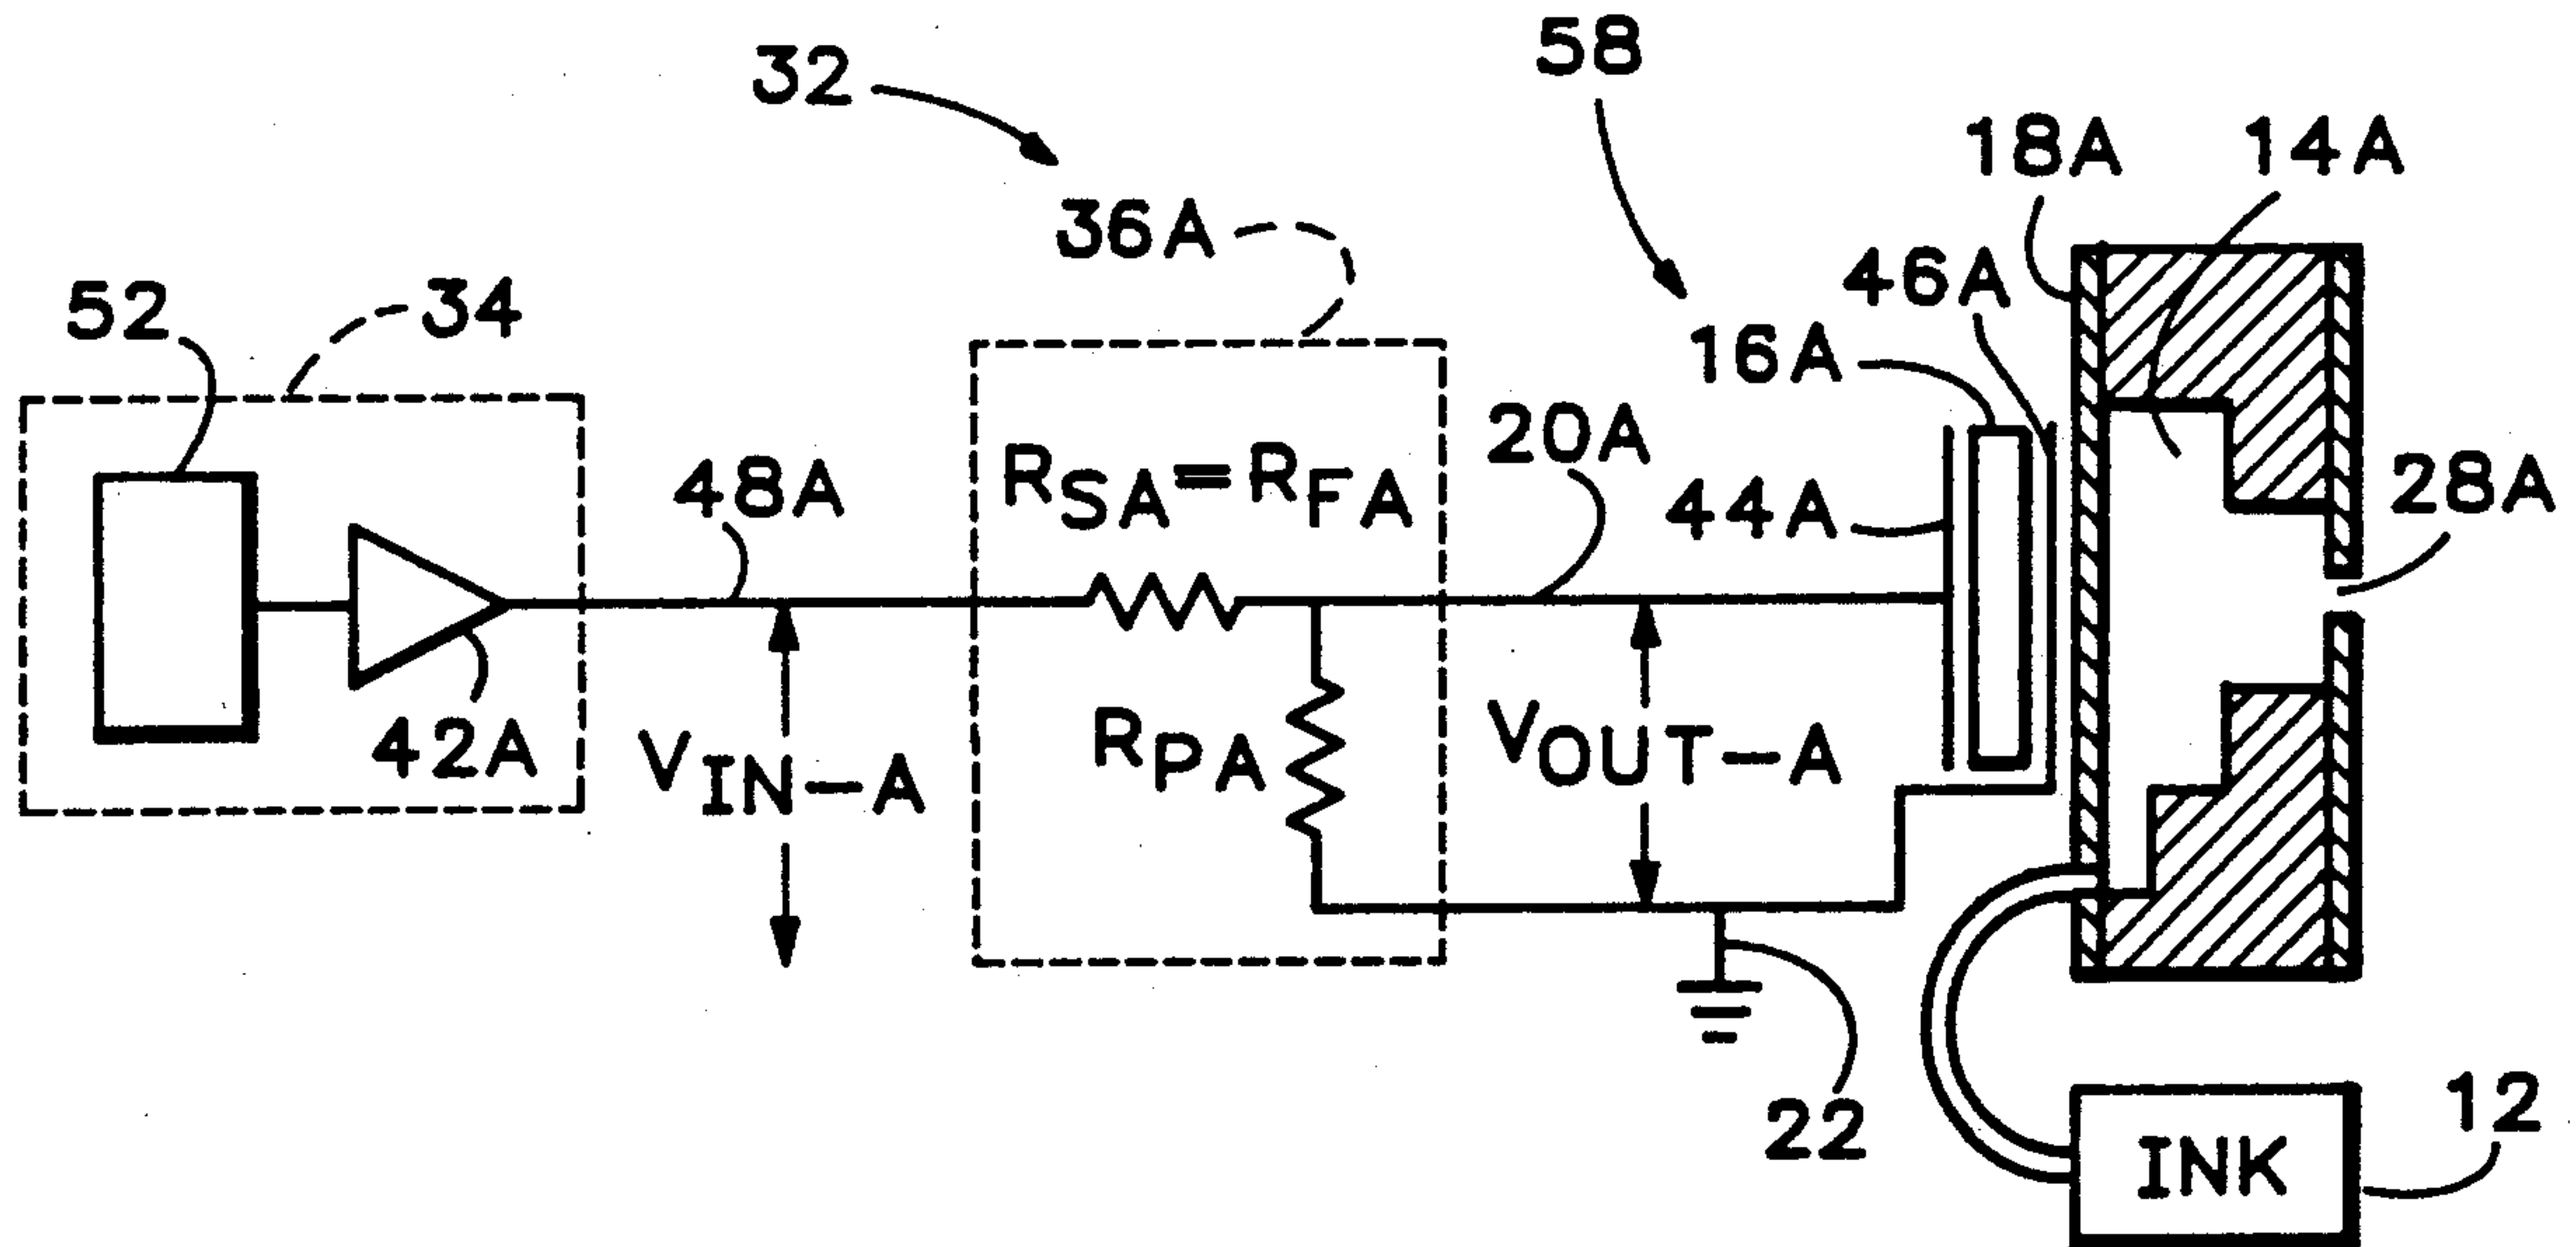 58
32
18A 14A
36A
46A
52
34
16A
20A
28A
R_SA=R_FA
48A
44A
42A
V_IN-A
R_PA
V_OUT-A
22
12
INK